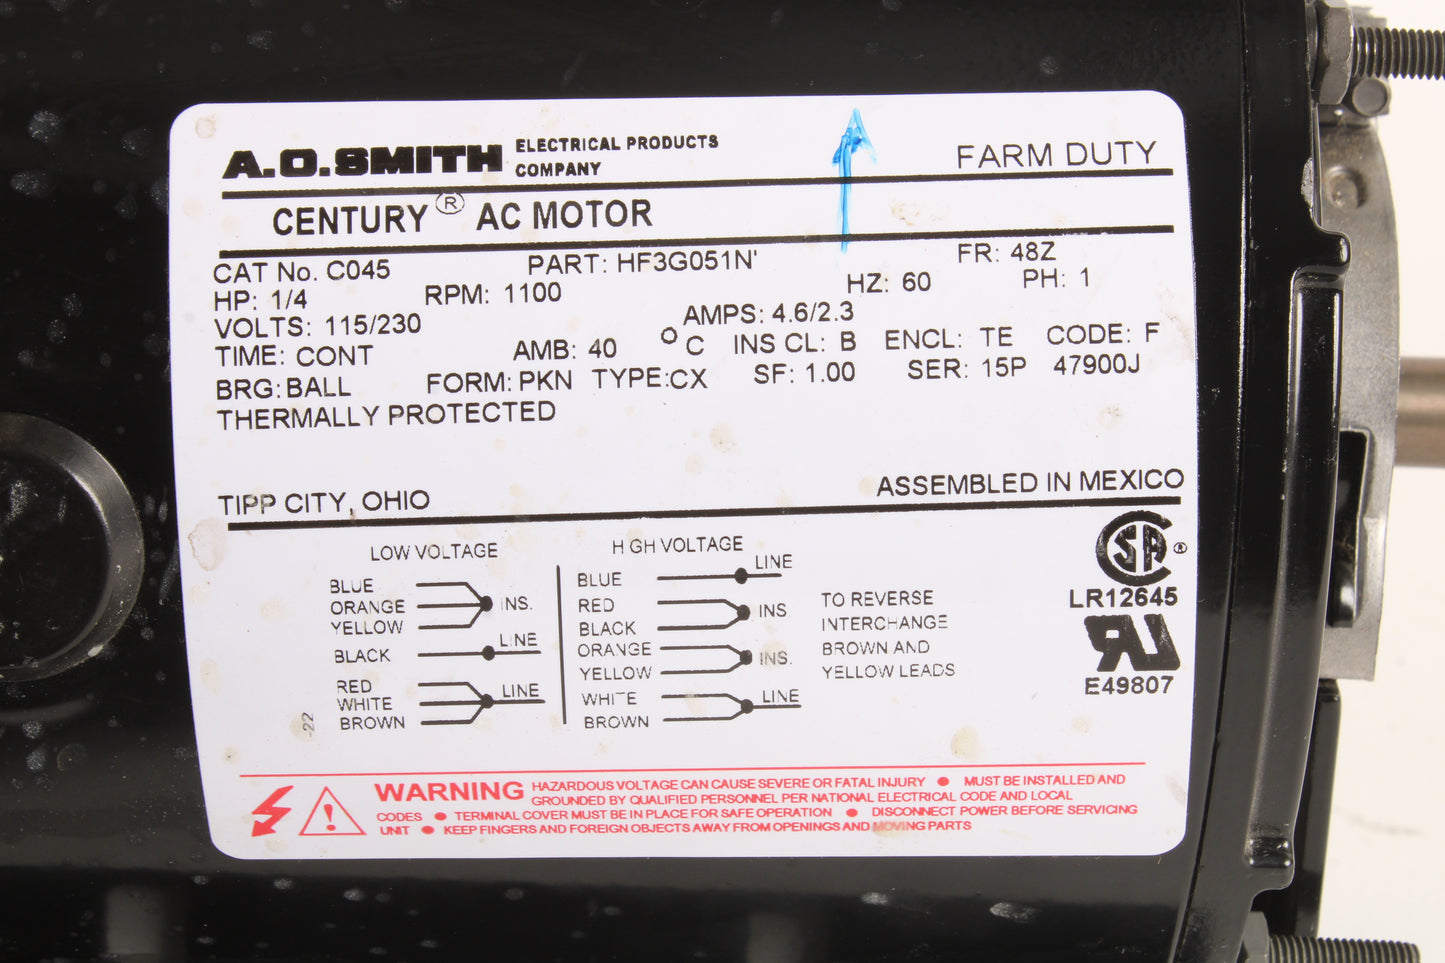 A.O.SMITH ELECTRICAL PRODUCTS COMPANY FARM DUTY
CENTURY® AC MOTOR
CAT No. C045 PART: HF3G051N' FR: 48Z
HP: 1/4 RPM: 1100 HZ: 60 PH: 1
VOLTS: 115/230 AMPS: 4.6/2.3
TIME: CONT AMB: 40 °C INS CL: B ENCL: TE CODE: F
BRG: BALL FORM: PKN TYPE: CX SF: 1.00 SER: 15P 47900J
THERMALLY PROTECTED
TIPP CITY, OHIO ASSEMBLED IN MEXICO
LOW VOLTAGE
BLUE
ORANGE INS.
YELLOW
BLACK LINE
RED
WHITE LINE
BROWN
22
HIGH VOLTAGE
BLUE LINE
RED INS
BLACK
ORANGE
YELLOW INS.
WHITE LINE
BROWN
TO REVERSE
INTERCHANGE
BROWN AND
YELLOW LEADS
SA ®
LR12645
RU
E49807
WARNING HAZARDOUS VOLTAGE CAN CAUSE SEVERE OR FATAL INJURY ● MUST BE INSTALLED AND
GROUNDED BY QUALIFIED PERSONNEL PER NATIONAL ELECTRICAL CODE AND LOCAL
CODES ● TERMINAL COVER MUST BE IN PLACE FOR SAFE OPERATION ● DISCONNECT POWER BEFORE SERVICING
UNIT ● KEEP FINGERS AND FOREIGN OBJECTS AWAY FROM OPENINGS AND MOVING PARTS